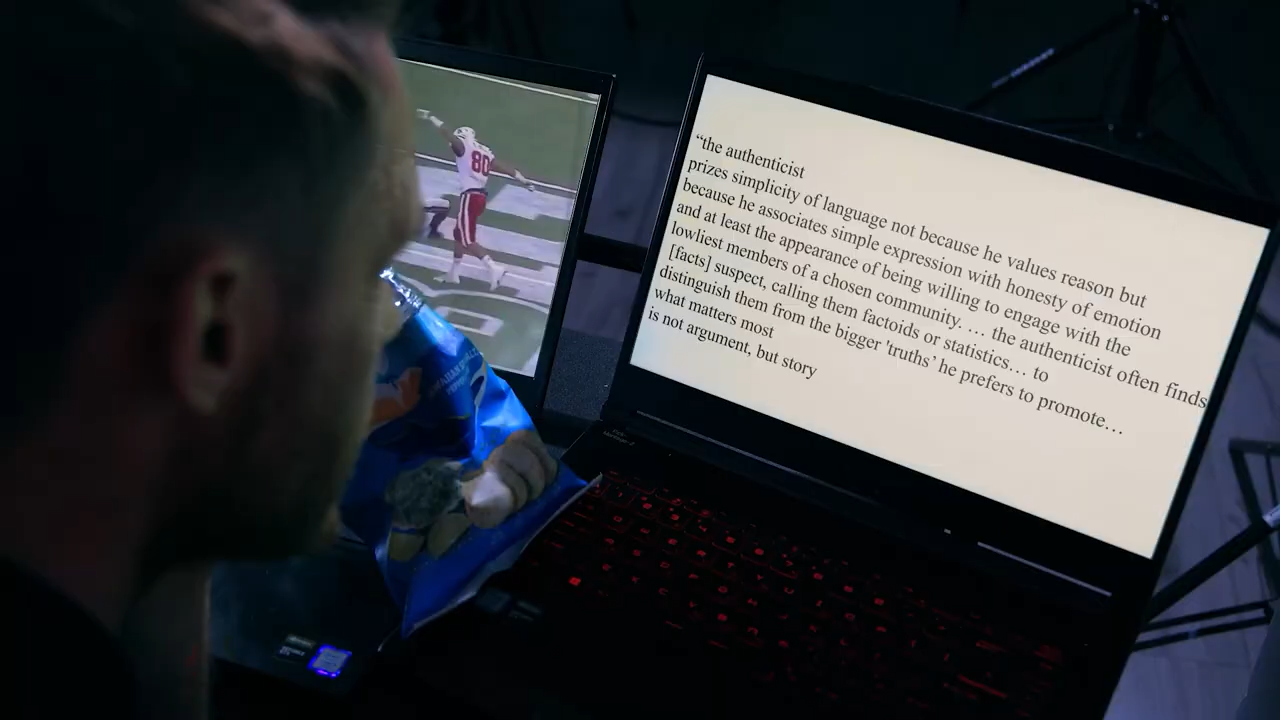 80
“the authenticist
prizes simplicity of language not because he values reason but
because he associates simple expression with honesty of emotion
and at least the appearance of being willing to engage with the
lowliest members of a chosen community. … the authenticist often finds
[facts] suspect, calling them factoids or statistics… to
distinguish them from the bigger 'truths’ he prefers to promote…
what matters most
is not argument, but story